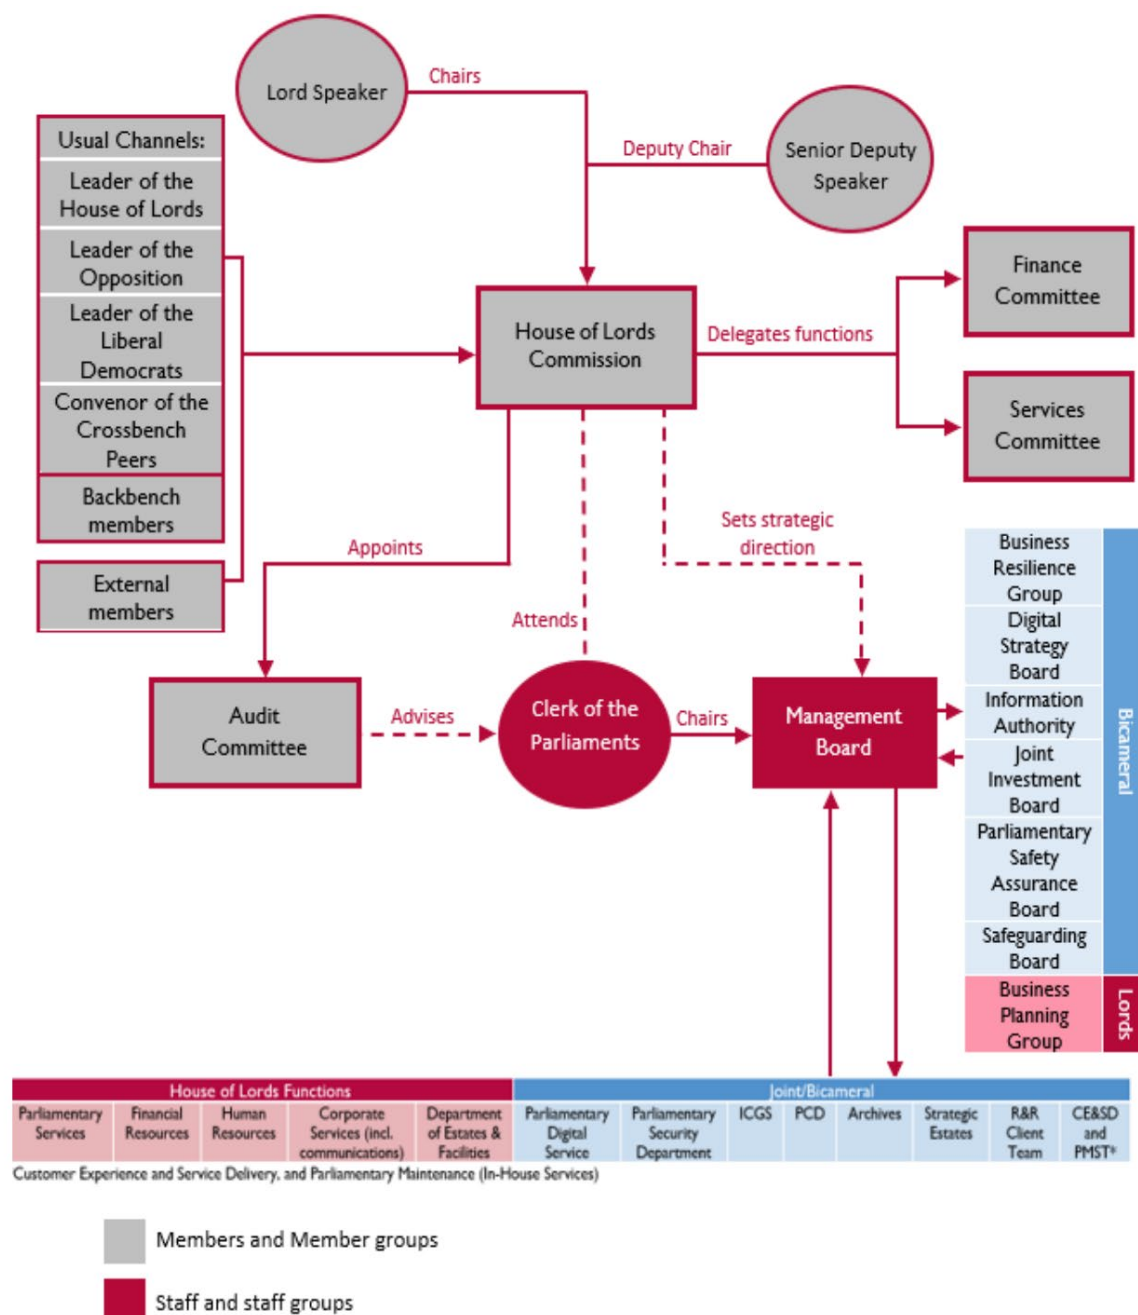 Lord Speaker
Chairs
Deputy Chair
Senior Deputy
Speaker
Usual Channels:
Leader of the
House of Lords
Leader of the
Opposition
Leader of the
Liberal
Democrats
Convenor of the
Crossbench
Peers
Backbench
members
External
members
House of Lords
Commission
Delegates functions
Finance
Committee
Services
Committee
Appoints
Attends
Sets strategic
direction
Audit
Committee
Advises
Clerk of the
Parliaments
Chairs
Management
Board
Business
Resilience
Group
Digital
Strategy
Board
Information
Authority
Joint
Investment
Board
Parliamentary
Safety
Assurance
Board
Safeguarding
Board
Bicameral
Business
Planning
Group
Lords
House of Lords Functions
Joint/Bicameral
Parliamentary
Services
Financial
Resources
Human
Resources
Corporate
Services (incl.
communications)
Department
of Estates &
Facilities
Parliamentary
Digital
Service
Parliamentary
Security
Department
ICGS
PCD
Archives
Strategic
Estates
R&R
Client
Team
CE&SD
and
PMST*
Customer Experience and Service Delivery, and Parliamentary Maintenance (In-House Services)
Members and Member groups
Staff and staff groups